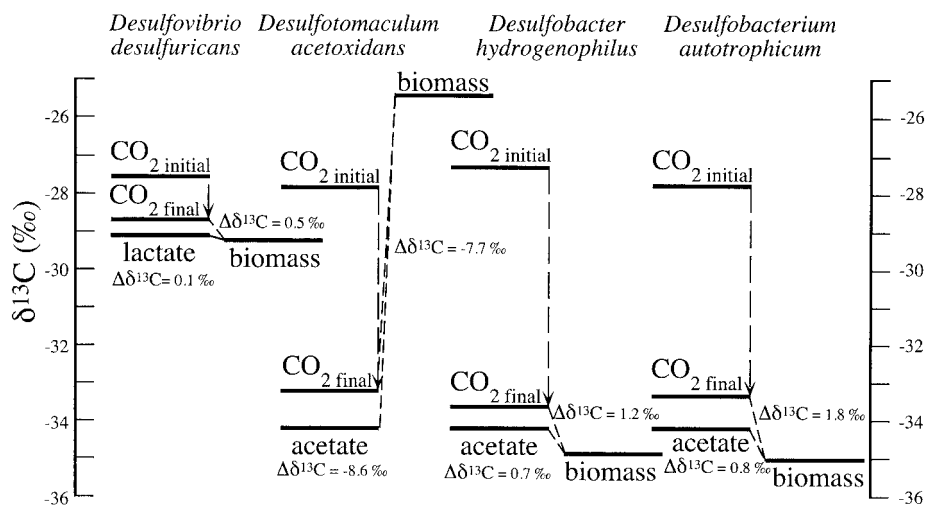 Desulfovibrio
desulfuricans
Desulfotomaculum
acetoxidans
Desulfobacter
hydrogenophilus
Desulfobacterium
autotrophicum
δ¹³C (‰)
-26
-28
-30
-32
-34
-36
CO₂ initial
CO₂ final
Δδ¹³C = 0.5 ‰
lactate
biomass
Δδ¹³C= 0.1 ‰
biomass
CO₂ initial
Δδ¹³C = -7.7 ‰
CO₂ final
acetate
Δδ¹³C = -8.6 ‰
CO₂ initial
CO₂ final
Δδ¹³C = 1.2 ‰
acetate
Δδ¹³C = 0.7 ‰
biomass
CO₂ initial
CO₂ final
Δδ¹³C = 1.8 ‰
acetate
Δδ¹³C = 0.8 ‰
biomass
-26
-28
-30
-32
-34
-36